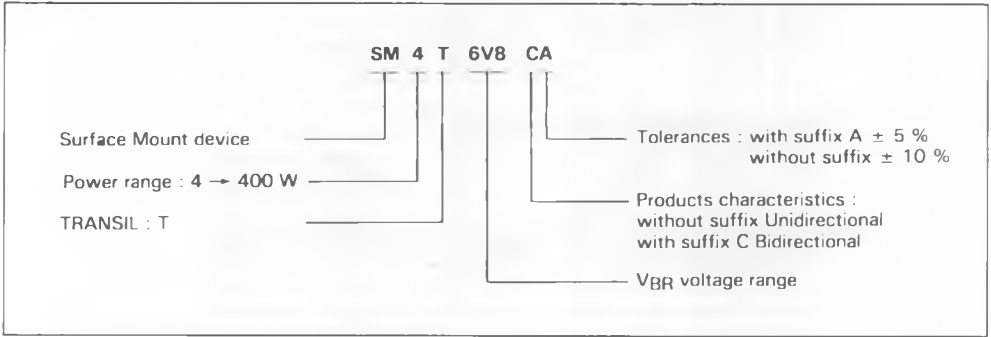 SM 4 T 6V8 CA
Surface Mount device
Power range : 4 → 400 W
TRANSIL : T
Tolerances : with suffix A ± 5 %
without suffix ± 10 %
Products characteristics :
without suffix Unidirectional
with suffix C Bidirectional
VBR voltage range